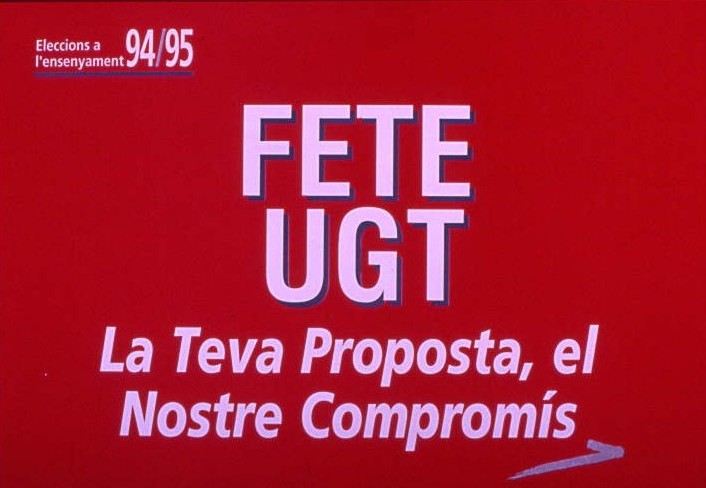 Eleccions a
l'ensenyament 94/95
FETE
UGT
La Teva Proposta, el
Nostre Compromís